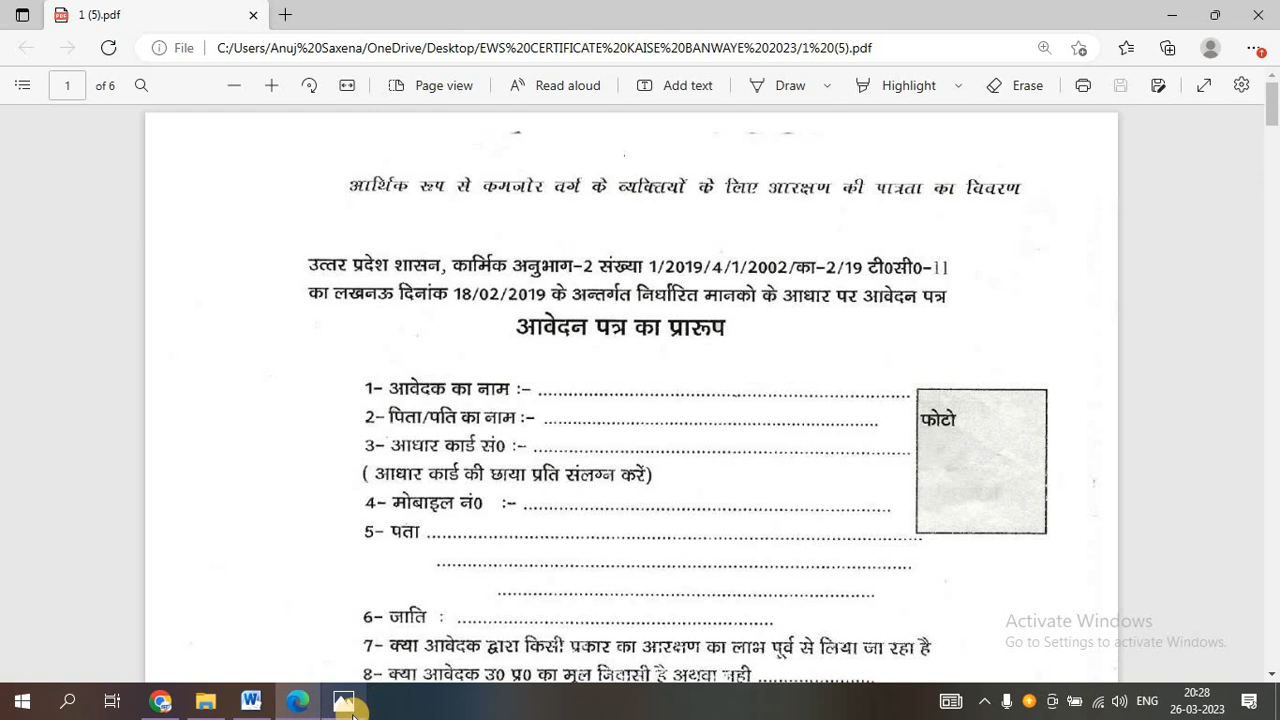 1 (5).pdf
File
C:/Users/Anuj%20Saxena/OneDrive/Desktop/EWS%20CERTIFICATE%20KAISE%20BANWAYE%202023/1%20(5).pdf
1 of 6
Page view
Read aloud
Add text
Draw
Highlight
Erase
आर्थिक रूप से कमजोर वर्ग के व्यक्तियों के लिए आरक्षण की पात्रता का विवरण
उत्तर प्रदेश शासन, कार्मिक अनुभाग-2 संख्या 1/2019/4/1/2002/का-2/19 टी0सी0-11
का लखनऊ दिनांक 18/02/2019 के अन्तर्गत निर्धारित मानको के आधार पर आवेदन पत्र
आवेदन पत्र का प्रारूप
1- आवेदक का नाम :- ........................................
फोटो
2- पिता/पति का नाम :- ........................................
3- आधार कार्ड सं0 :- ........................................
( आधार कार्ड की छाया प्रति संलग्न करें)
4- मोबाइल नं0 :- ........................................
5- पता ........................................
........................................
........................................
6- जाति : ........................................
7- क्या आवेदक द्वारा किसी प्रकार का आरक्षण का लाभ पूर्व से लिया जा रहा है
8- क्या आवेदक उ0 प्र0 का मूल निवासी है अथवा नही ....................
Activate Windows
Go to Settings to activate Windows.
ENG
20:28
26-03-2023